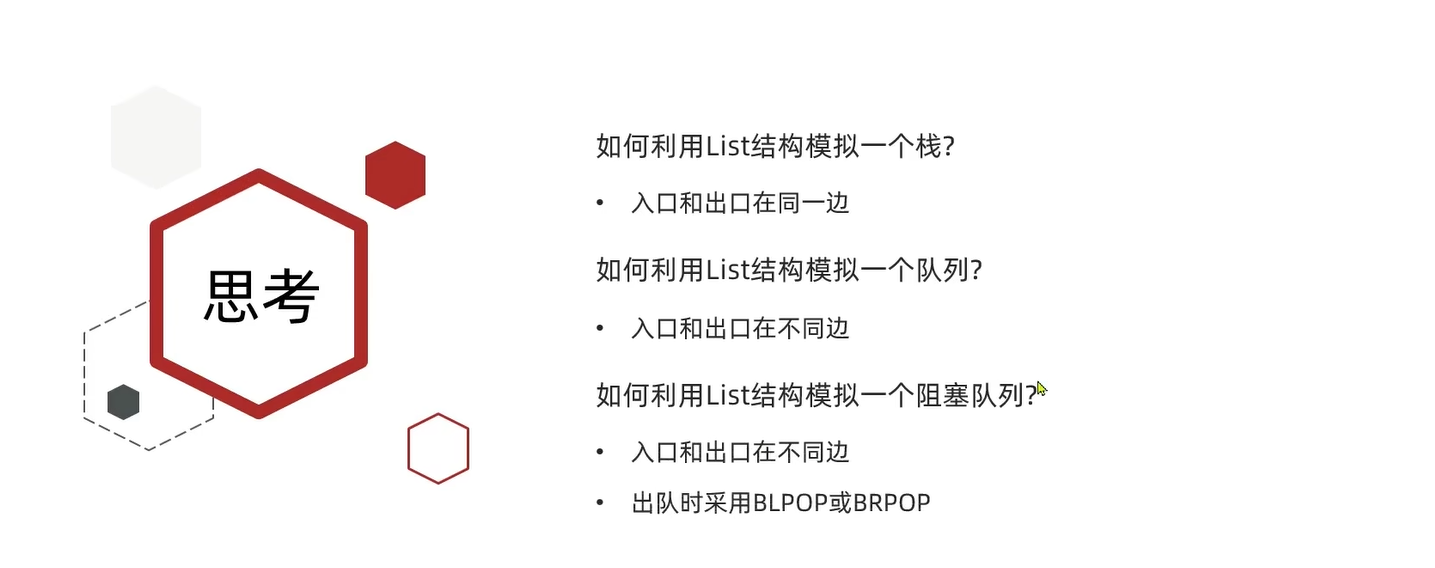 思考
如何利用List结构模拟一个栈?
• 入口和出口在同一边
如何利用List结构模拟一个队列?
• 入口和出口在不同边
如何利用List结构模拟一个阻塞队列?
• 入口和出口在不同边
• 出队时采用BLPOP或BRPOP